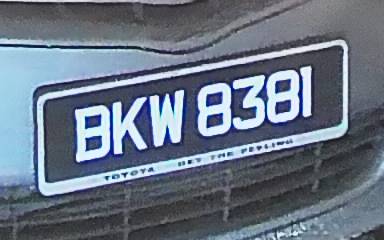 BKW 8381
TOYOTA GET THE FEELING